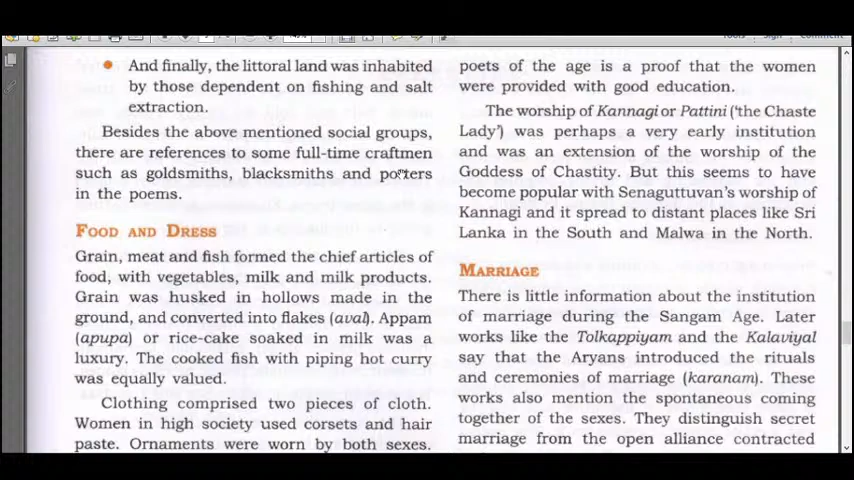 And finally, the littoral land was inhabited
by those dependent on fishing and salt
extraction.
Besides the above mentioned social groups,
there are references to some full-time craftmen
such as goldsmiths, blacksmiths and potters
in the poems.
FOOD AND DRESS
Grain, meat and fish formed the chief articles of
food, with vegetables, milk and milk products.
Grain was husked in hollows made in the
ground, and converted into flakes (aval). Appam
(apupa) or rice-cake soaked in milk was a
luxury. The cooked fish with piping hot curry
was equally valued.
Clothing comprised two pieces of cloth.
Women in high society used corsets and hair
paste. Ornaments were worn by both sexes.
poets of the age is a proof that the women
were provided with good education.
The worship of Kannagi or Pattini ('the Chaste
Lady') was perhaps a very early institution
and was an extension of the worship of the
Goddess of Chastity. But this seems to have
become popular with Senaguttuvan's worship of
Kannagi and it spread to distant places like Sri
Lanka in the South and Malwa in the North.
MARRIAGE
There is little information about the institution
of marriage during the Sangam Age. Later
works like the Tolkappiyam and the Kalaviyal
say that the Aryans introduced the rituals
and ceremonies of marriage (karanam). These
works also mention the spontaneous coming
together of the sexes. They distinguish secret
marriage from the open alliance contracted